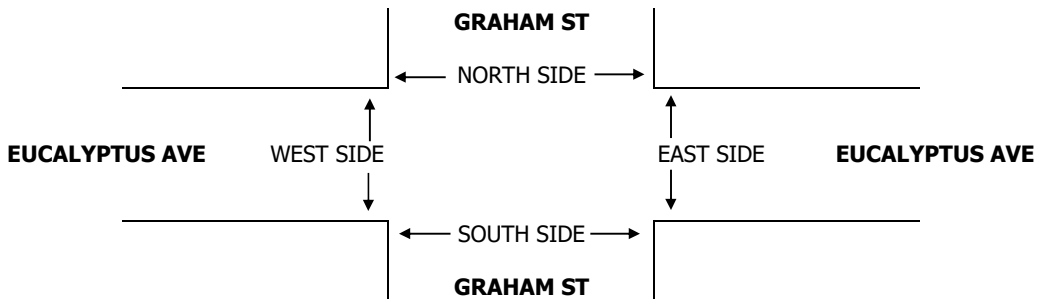 GRAHAM ST
NORTH SIDE
EUCALYPTUS AVE WEST SIDE EAST SIDE EUCALYPTUS AVE
SOUTH SIDE
GRAHAM ST